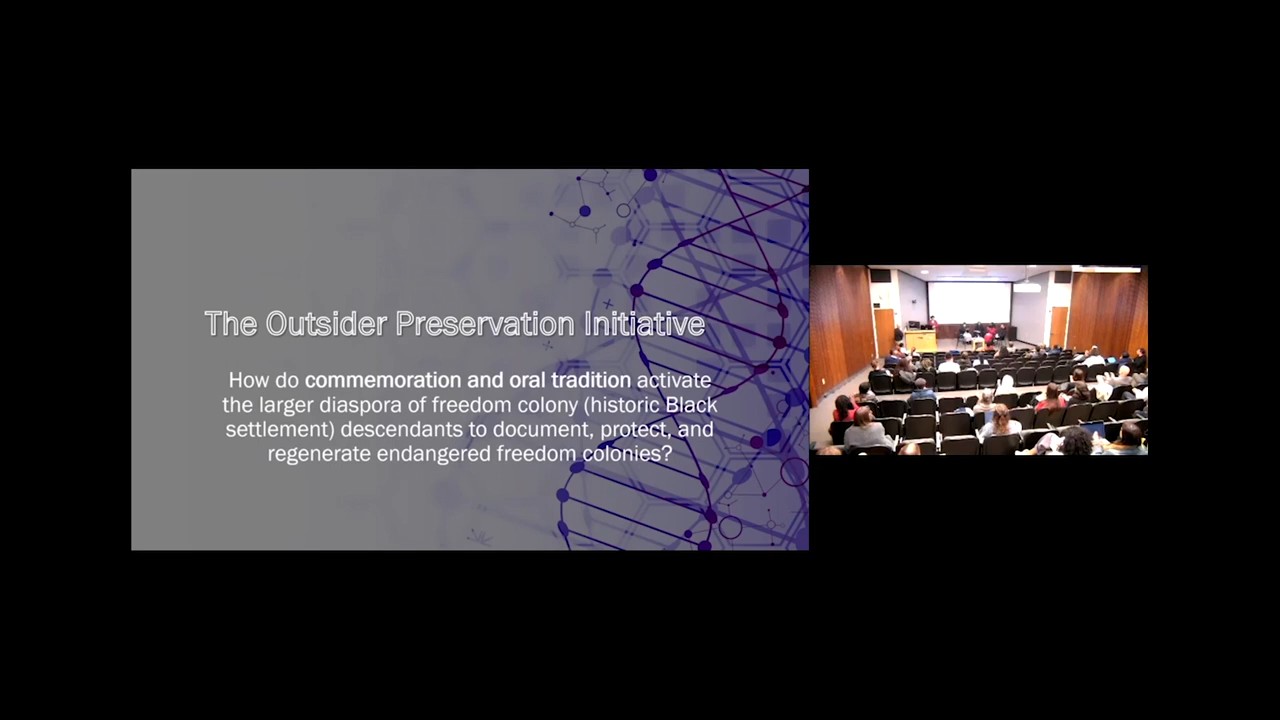 The Outsider Preservation Initiative
How do commemoration and oral tradition activate
the larger diaspora of freedom colony (historic Black
settlement) descendants to document, protect, and
regenerate endangered freedom colonies?